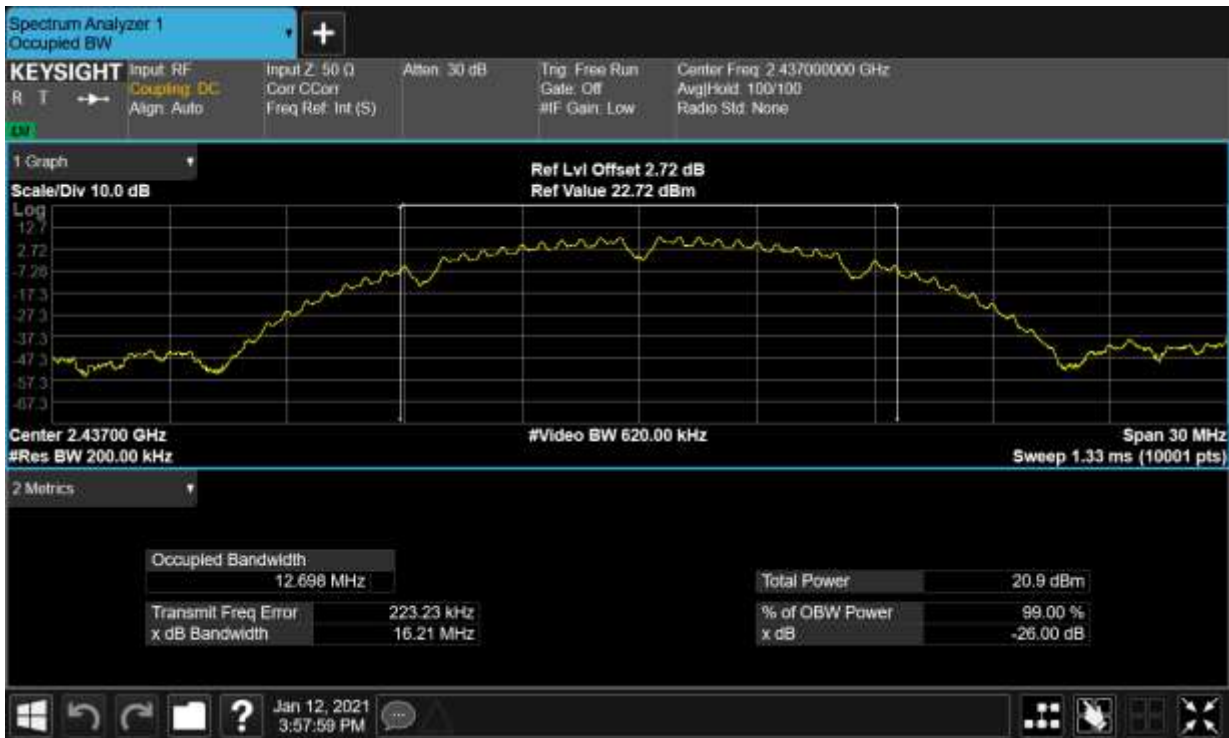 Spectrum Analyzer 1
Occupied BW
KEYSIGHT
R T
Input: RF
Coupling: DC
Align: Auto
Input Z: 50 Ω
Corr CCorr
Freq Ref: Int (S)
Atten: 30 dB
Trig: Free Run
Gate: Off
#IF Gain: Low
Center Freq: 2.437000000 GHz
Avg|Hold: 100/100
Radio Std: None
1 Graph
Scale/Div 10.0 dB
Ref Lvl Offset 2.72 dB
Ref Value 22.72 dBm
Log
12.7
2.72
-7.28
-17.3
-27.3
-37.3
-47.3
-57.3
-67.3
Center 2.43700 GHz
#Res BW 200.00 kHz
#Video BW 620.00 kHz
Span 30 MHz
Sweep 1.33 ms (10001 pts)
2 Metrics
Occupied Bandwidth
12.698 MHz
Transmit Freq Error 223.23 kHz
x dB Bandwidth 16.21 MHz
Total Power 20.9 dBm
% of OBW Power 99.00 %
x dB -26.00 dB
Jan 12, 2021
3:57:59 PM